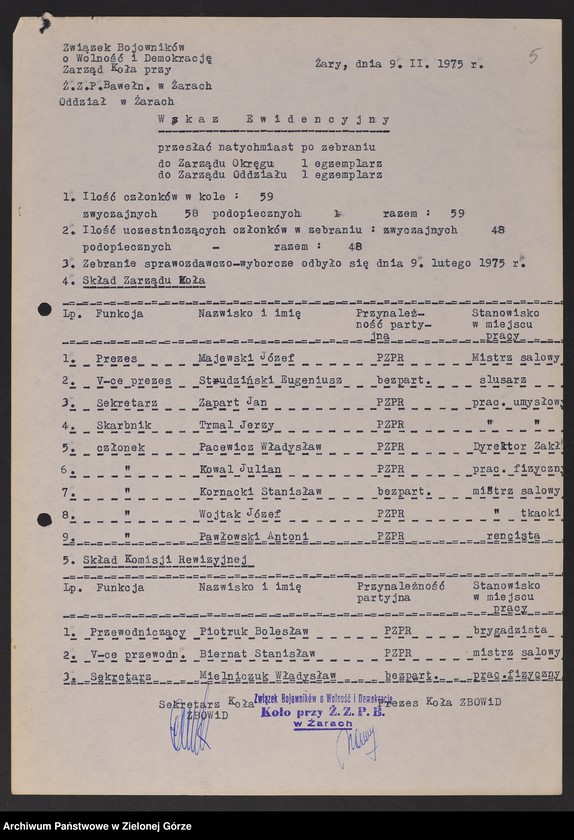 5
Związek Bojowników
o Wolność i Demokrację
Zarząd Koła przy
Ż.Z.P.Bawełn. w Żarach
Oddział w Żarach
Żary, dnia 9. II. 1975 r.
W y k a z E w i d e n c y j n y
przesłać natychmiast po zebraniu
do Zarządu Okręgu 1 egzemplarz
do Zarządu Oddziału 1 egzemplarz
1. Ilość członków w kole : 59
zwyczajnych 58 podopiecznych 1 razem : 59
2. Ilość uczestniczących członków w zebraniu : zwyczajnych 48
podopiecznych - razem : 48
3. Zebranie sprawozdawczo-wyborcze odbyło się dnia 9. lutego 1975 r.
4. Skład Zarządu Koła
Lp. Funkcja Nazwisko i imię Przynależ- Stanowisko
ność party- w miejscu
jna pracy
1. Prezes Majewski Józef PZPR Mistrz salowy
2. V-ce prezes Strudziński Eugeniusz bezpart. slusarz
3. Sekretarz Zapart Jan PZPR prac. umysłowy
4. Skarbnik Trmal Jerzy PZPR " "
5. członek Pacewicz Władysław PZPR Dyrektor Zakł
6. " Kowal Julian PZPR prac. fizyczny
7. " Kornacki Stanisław bezpart. mistrz salowy
8. " Wojtak Józef PZPR " tkacki
9. " Pawłowski Antoni PZPR rencista
5. Skład Komisji Rewizyjnej
Lp. Funkcja Nazwisko i imię Przynależność Stanowisko
partyjna w miejscu
pracy
1. Przewodniczący Piotruk Bolesław PZPR brygadzista
2. V-ce przewodn. Biernat Stanisław PZPR mistrz salowy
3. Sekretarz Mielniczuk Władysław bezpart. prac.fizyczny
Sekretarz Koła
ZBOWiD
Związek Bojowników o Wolność i Demokrację
Koło przy Ż. Z. P. B.
w Żarach
Prezes Koła ZBOWiD
Archiwum Państwowe w Zielonej Górze